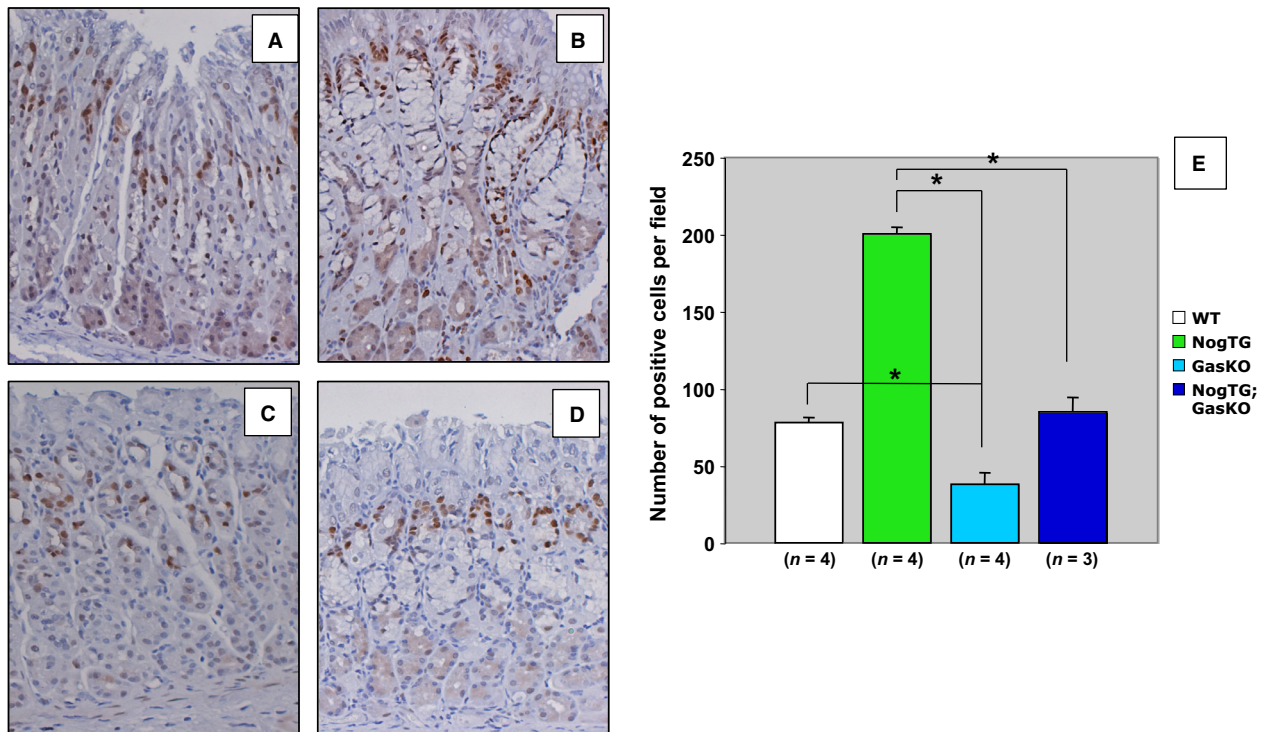 A
B
C
D
E
Number of positive cells per field
250
200
150
100
50
0
*
*
*
(n = 4)
(n = 4)
(n = 4)
(n = 3)
WT
NogTG
GasKO
NogTG;
GasKO